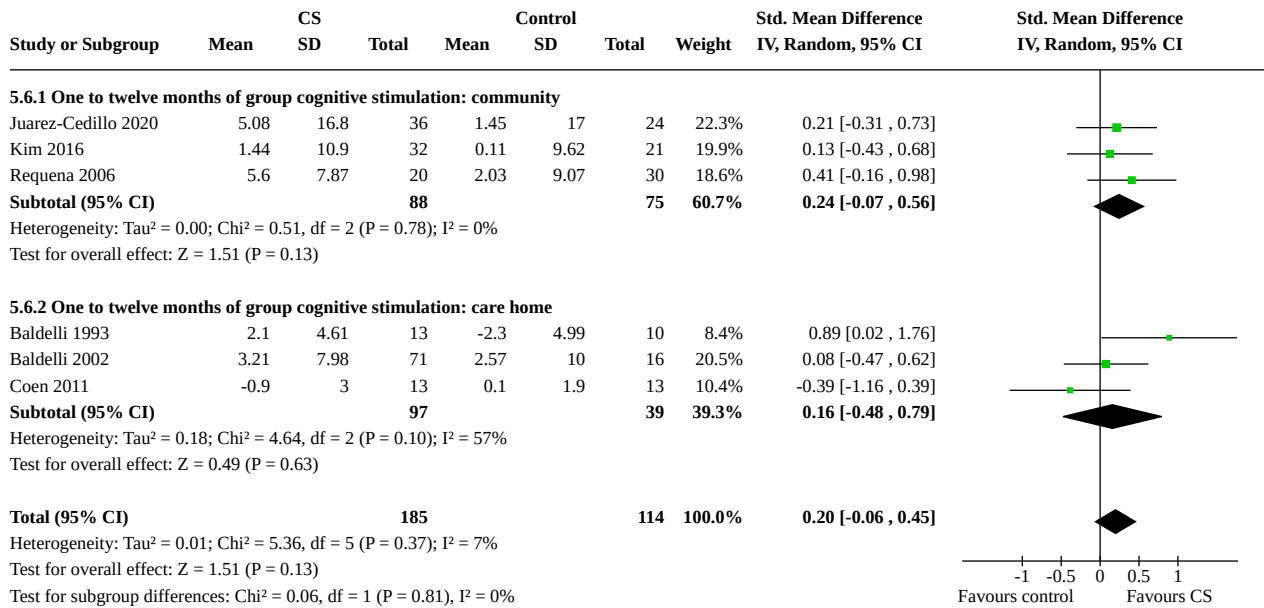 CS Control Std. Mean Difference Std. Mean Difference
Study or Subgroup Mean SD Total Mean SD Total Weight IV, Random, 95% CI IV, Random, 95% CI
5.6.1 One to twelve months of group cognitive stimulation: community
Juarez-Cedillo 2020 5.08 16.8 36 1.45 17 24 22.3% 0.21 [-0.31 , 0.73]
Kim 2016 1.44 10.9 32 0.11 9.62 21 19.9% 0.13 [-0.43 , 0.68]
Requena 2006 5.6 7.87 20 2.03 9.07 30 18.6% 0.41 [-0.16 , 0.98]
Subtotal (95% CI) 88 75 60.7% 0.24 [-0.07 , 0.56]
Heterogeneity: Tau² = 0.00; Chi² = 0.51, df = 2 (P = 0.78); I² = 0%
Test for overall effect: Z = 1.51 (P = 0.13)
5.6.2 One to twelve months of group cognitive stimulation: care home
Baldelli 1993 2.1 4.61 13 -2.3 4.99 10 8.4% 0.89 [0.02 , 1.76]
Baldelli 2002 3.21 7.98 71 2.57 10 16 20.5% 0.08 [-0.47 , 0.62]
Coen 2011 -0.9 3 13 0.1 1.9 13 10.4% -0.39 [-1.16 , 0.39]
Subtotal (95% CI) 97 39 39.3% 0.16 [-0.48 , 0.79]
Heterogeneity: Tau² = 0.18; Chi² = 4.64, df = 2 (P = 0.10); I² = 57%
Test for overall effect: Z = 0.49 (P = 0.63)
Total (95% CI) 185 114 100.0% 0.20 [-0.06 , 0.45]
Heterogeneity: Tau² = 0.01; Chi² = 5.36, df = 5 (P = 0.37); I² = 7%
Test for overall effect: Z = 1.51 (P = 0.13)
-1 -0.5 0 0.5 1
Test for subgroup differences: Chi² = 0.06, df = 1 (P = 0.81), I² = 0% Favours control Favours CS